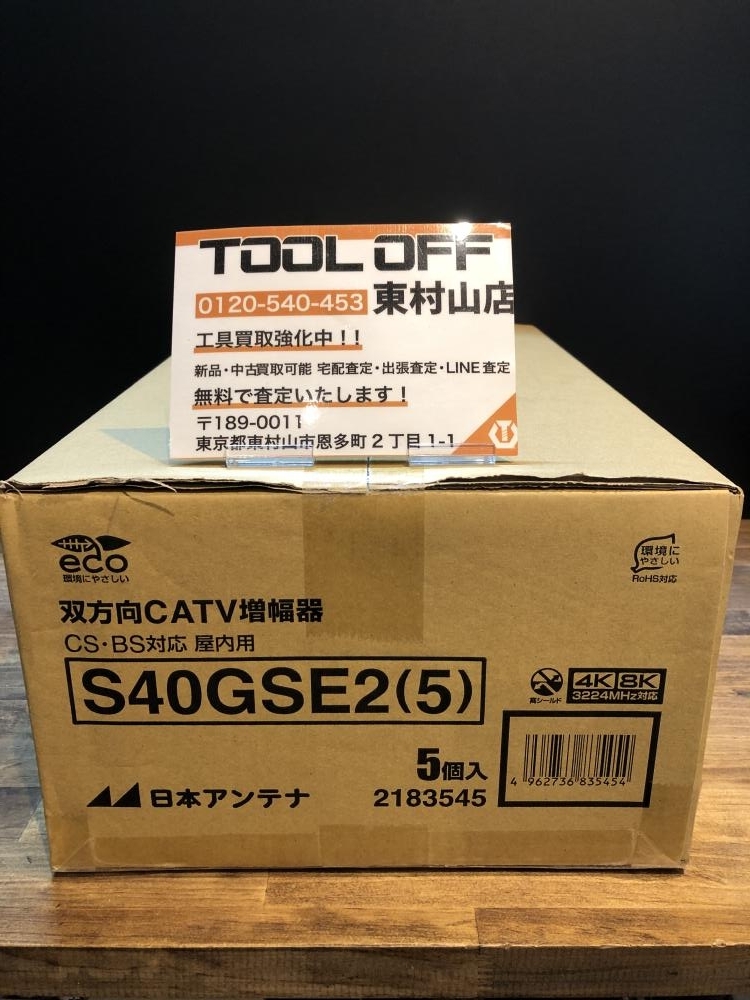 TOOL OFF
0120-540-453 東村山店
工具買取強化中！！
新品・中古買取可能 宅配査定・出張査定・LINE査定
無料で査定いたします！
〒189-0011
東京都東村山市恩多町2丁目1-1
eco
環境にやさしい
環境に
やさしい
RoHS対応
双方向CATV増幅器
CS・BS対応 屋内用
S40GSE2(5)
高シールド
4K 8K
3224MHz対応
5個入
日本アンテナ
2183545
4 962736 835454